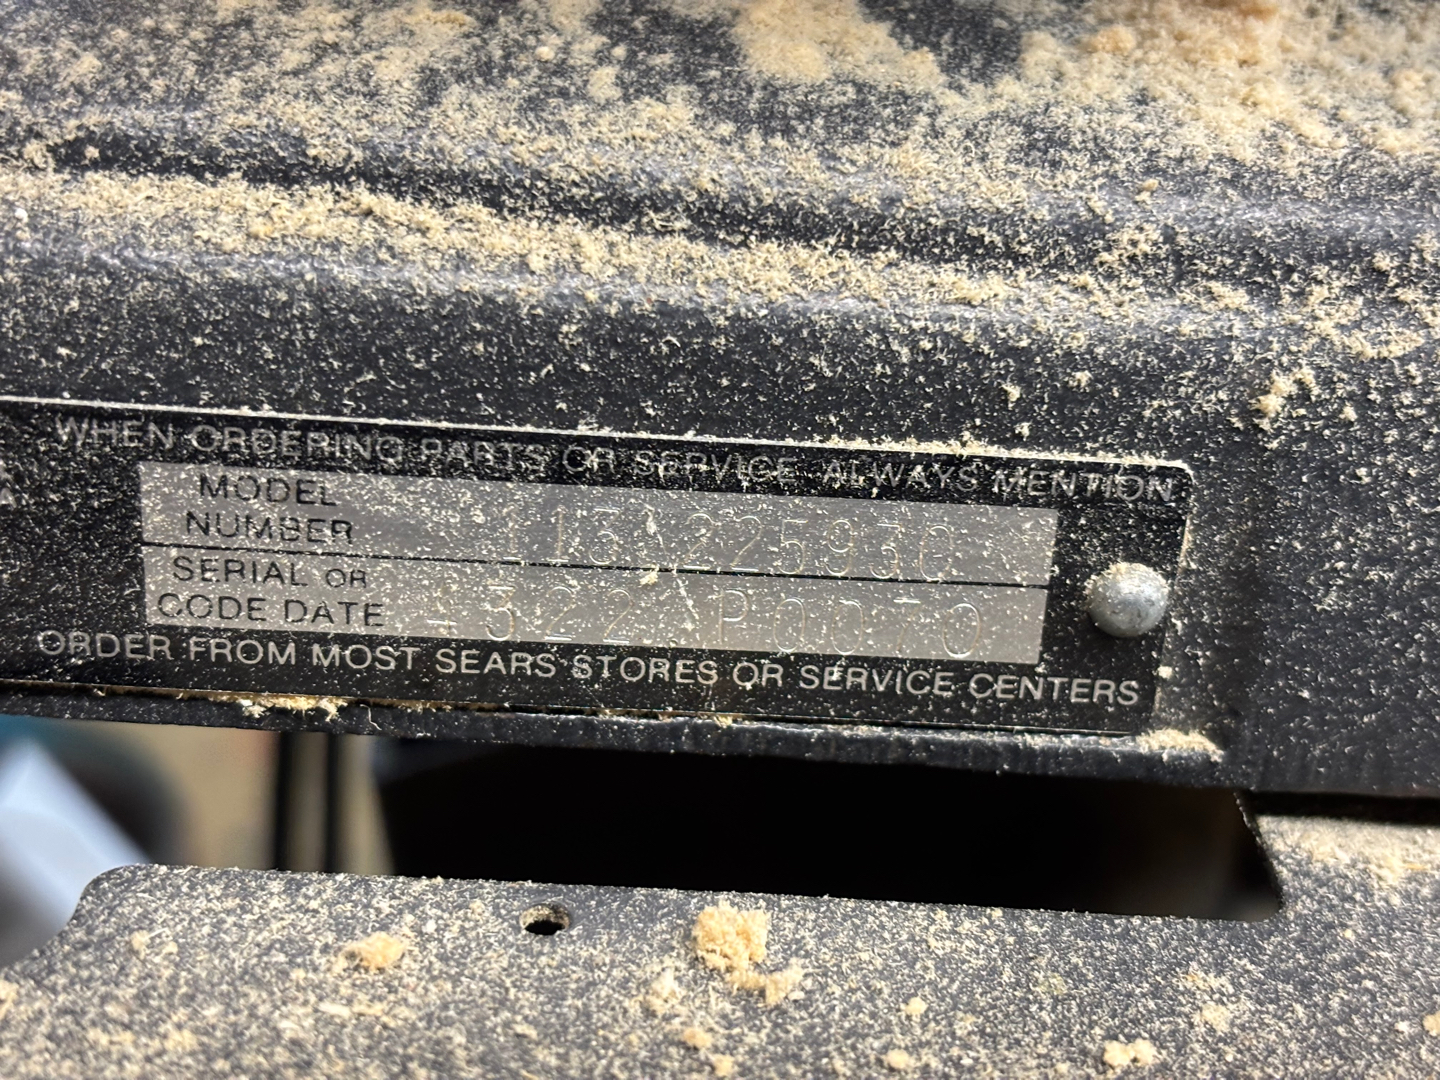 WHEN ORDERING PARTS OR SERVICE ALWAYS MENTION
MODEL
NUMBER 113.225930
SERIAL OR
CODE DATE 4322.P0070
ORDER FROM MOST SEARS STORES OR SERVICE CENTERS